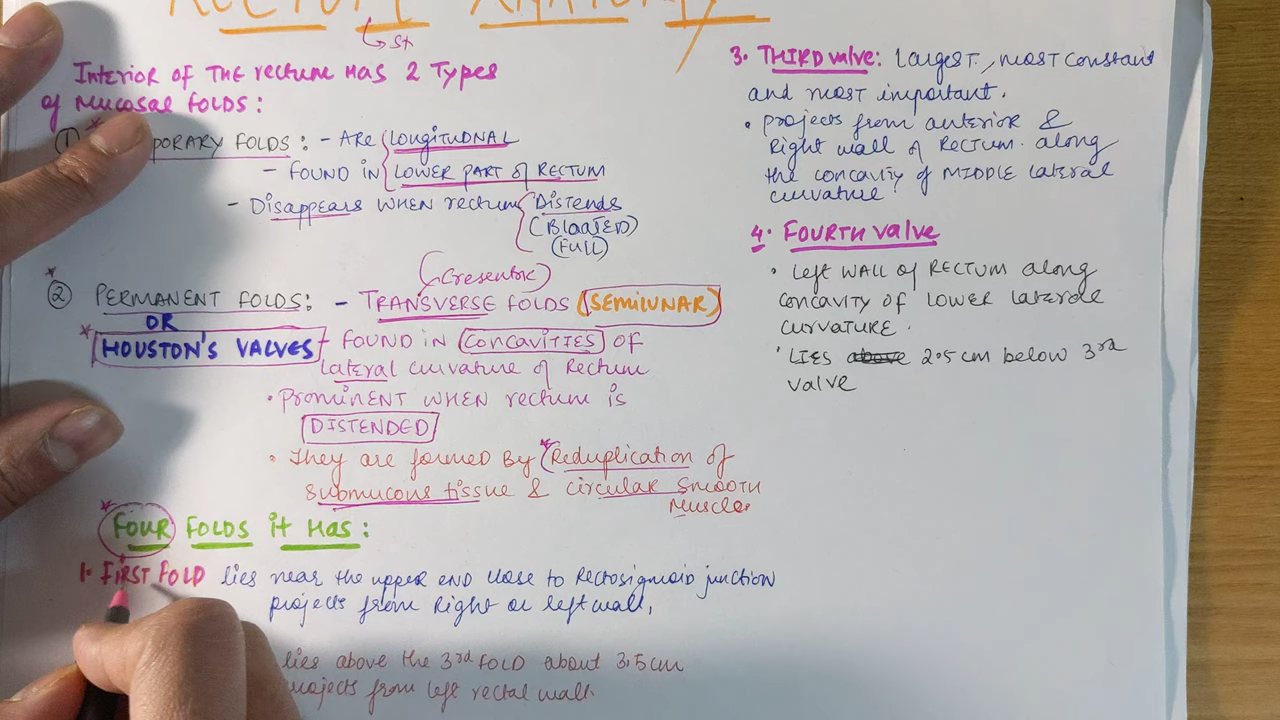 RECTUM ANATOMY
St
Interior of the rectum has 2 Types
of Mucosal folds:
PORARY FOLDS: - Are LONGITUDNAL
- FOUND IN LOWER PART of RECTUM
- Disappears WHEN rectum Distends
(BLOATED)
(FULL)
(Cresentric)
② PERMANENT FOLDS: - TRANSVERSE FOLDS (SEMILUNAR)
OR
HOUSTON'S VALVES
- FOUND IN CONCAVITIES OF
lateral curvature of Rectum
• PROMINENT WHEN rectum is
DISTENDED
• They are formed By Reduplication of
submucous tissue & circular Smooth
Muscles
FOUR FOLDS it Has:
1. FIRST FOLD lies near the upper end close to Rectosigmoid junction
projects from Right or left wall,
lies above the 3rd FOLD about 3.5cm
projects from left rectal wall.
3. THIRD valve: largest, most constant
and most important.
• projects from anterior &
Right wall of RECTUM. along
the concavity of MIDDLE lateral
curvature.
4. FOURTH valve
• left WALL of RECTUM along
concavity of LOWER laterale
curvature.
• LIES above 2.5 cm below 3rd
valve